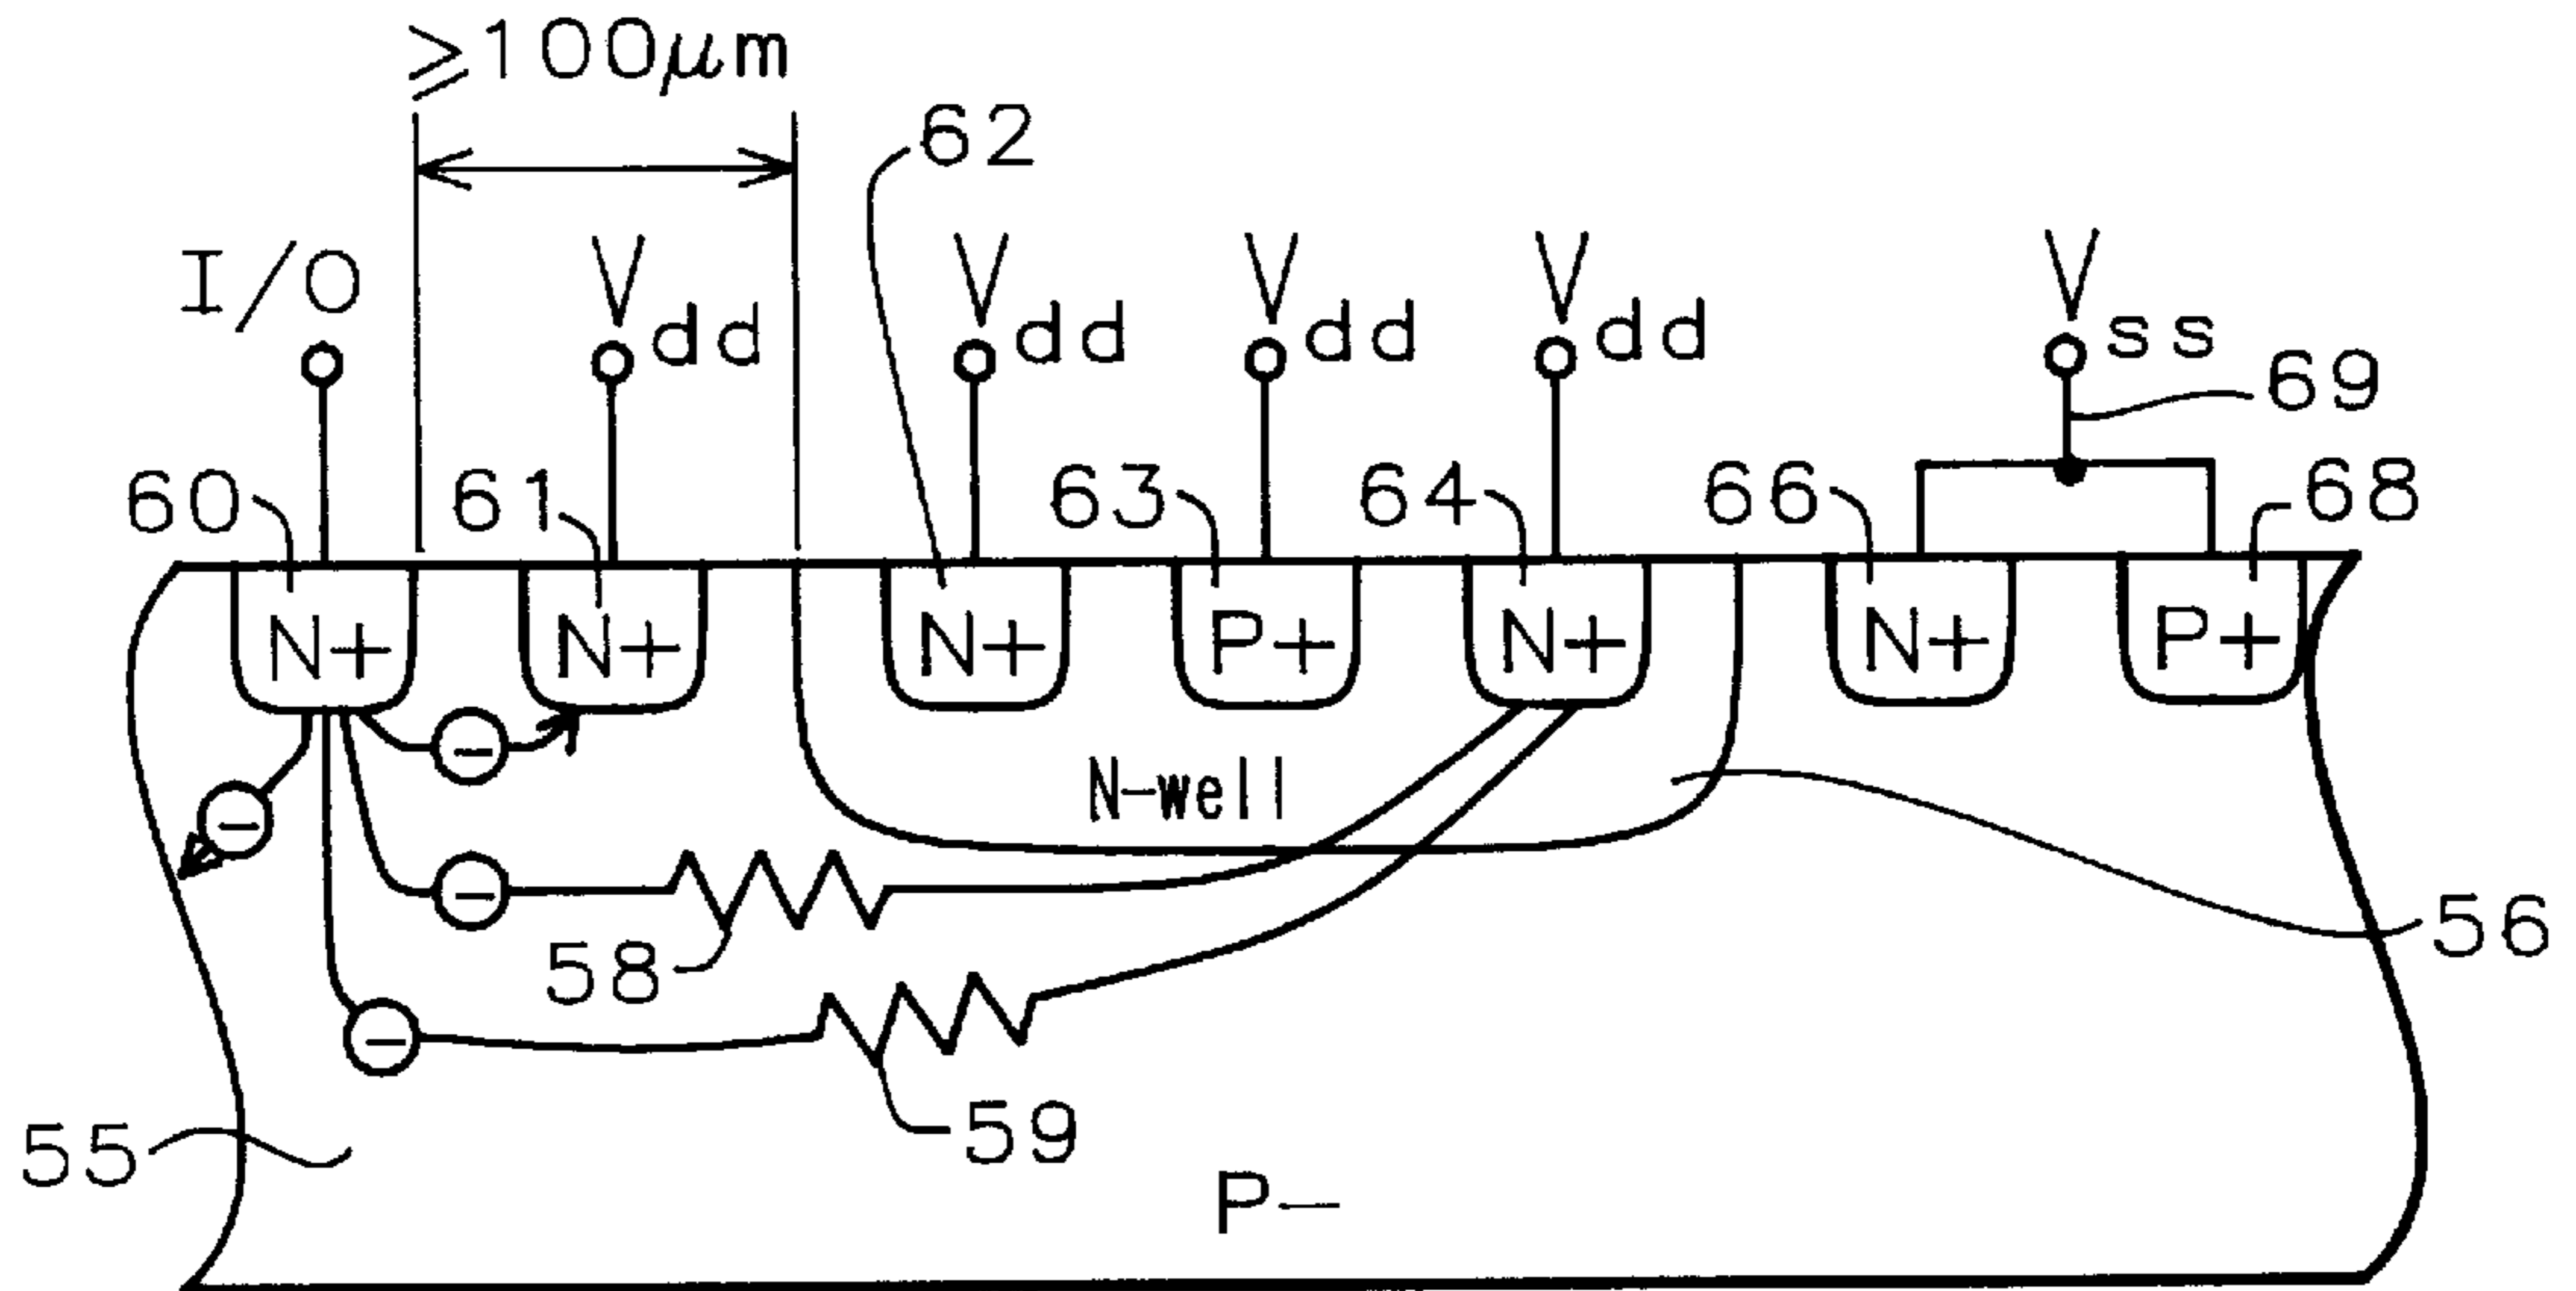 ≥100μm
62
I/O Vdd Vdd Vdd Vdd Vss
69
60 61 63 64 66 68
N+ N+ N+ P+ N+ N+ P+
− N-well
−
− 58 56
−
59
55
P−